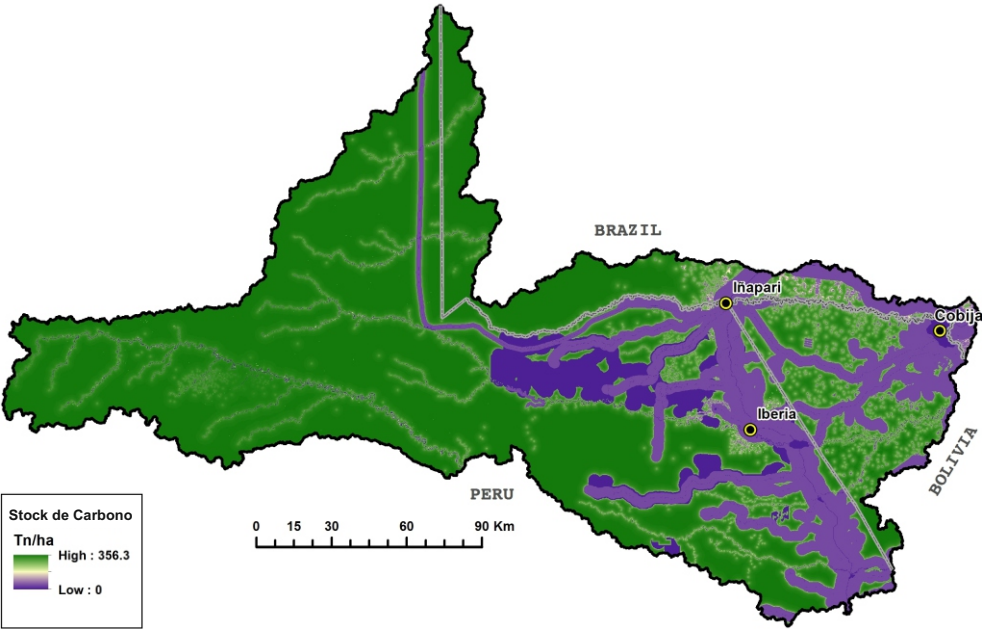 BRAZIL
Iñapari
Cobija
Iberia
BOLIVIA
PERU
Stock de Carbono
Tn/ha
High : 356.3
Low : 0
0 15 30 60 90 Km